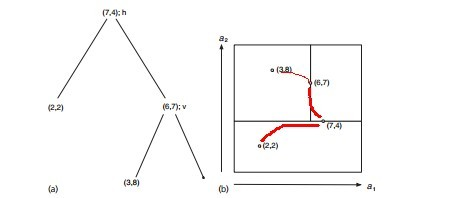 (7,4); h
(2,2)
(6,7); v
(3,8)
(a)
a2
(3,8)
(6,7)
(7,4)
(2,2)
(b)
a1